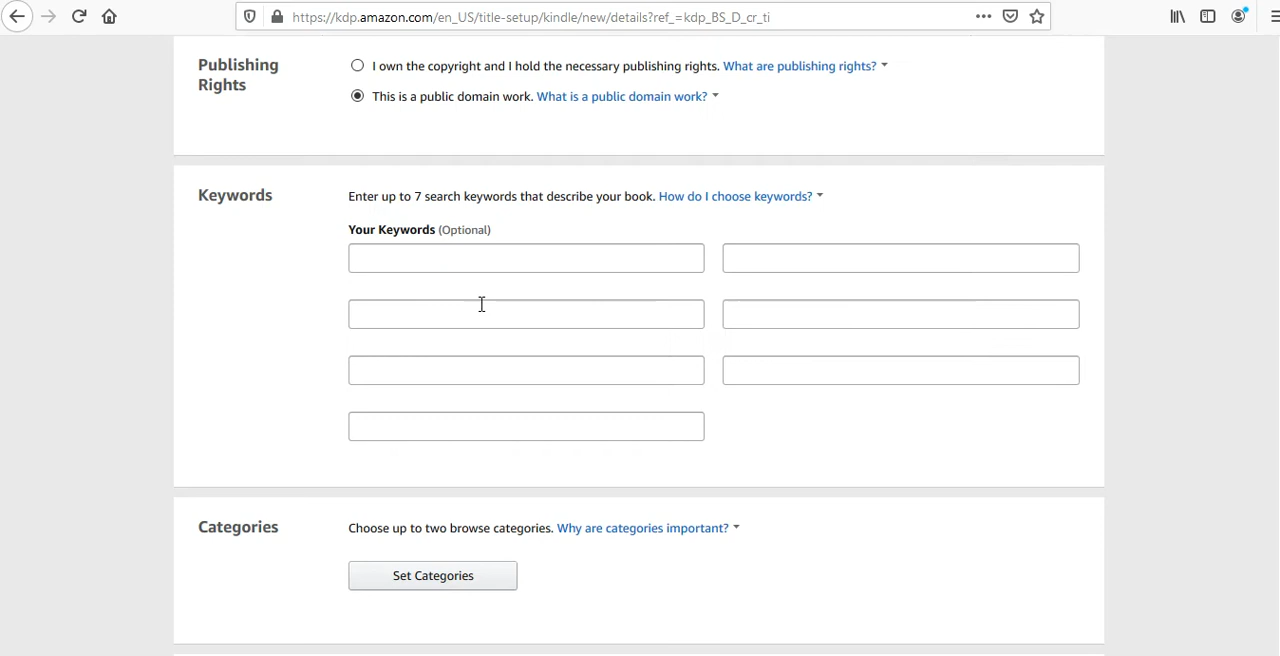 https://kdp.amazon.com/en_US/title-setup/kindle/new/details?ref_=kdp_BS_D_cr_ti
Publishing Rights
I own the copyright and I hold the necessary publishing rights. What are publishing rights?
This is a public domain work. What is a public domain work?
Keywords
Enter up to 7 search keywords that describe your book. How do I choose keywords?
Your Keywords (Optional)
Categories
Choose up to two browse categories. Why are categories important?
Set Categories